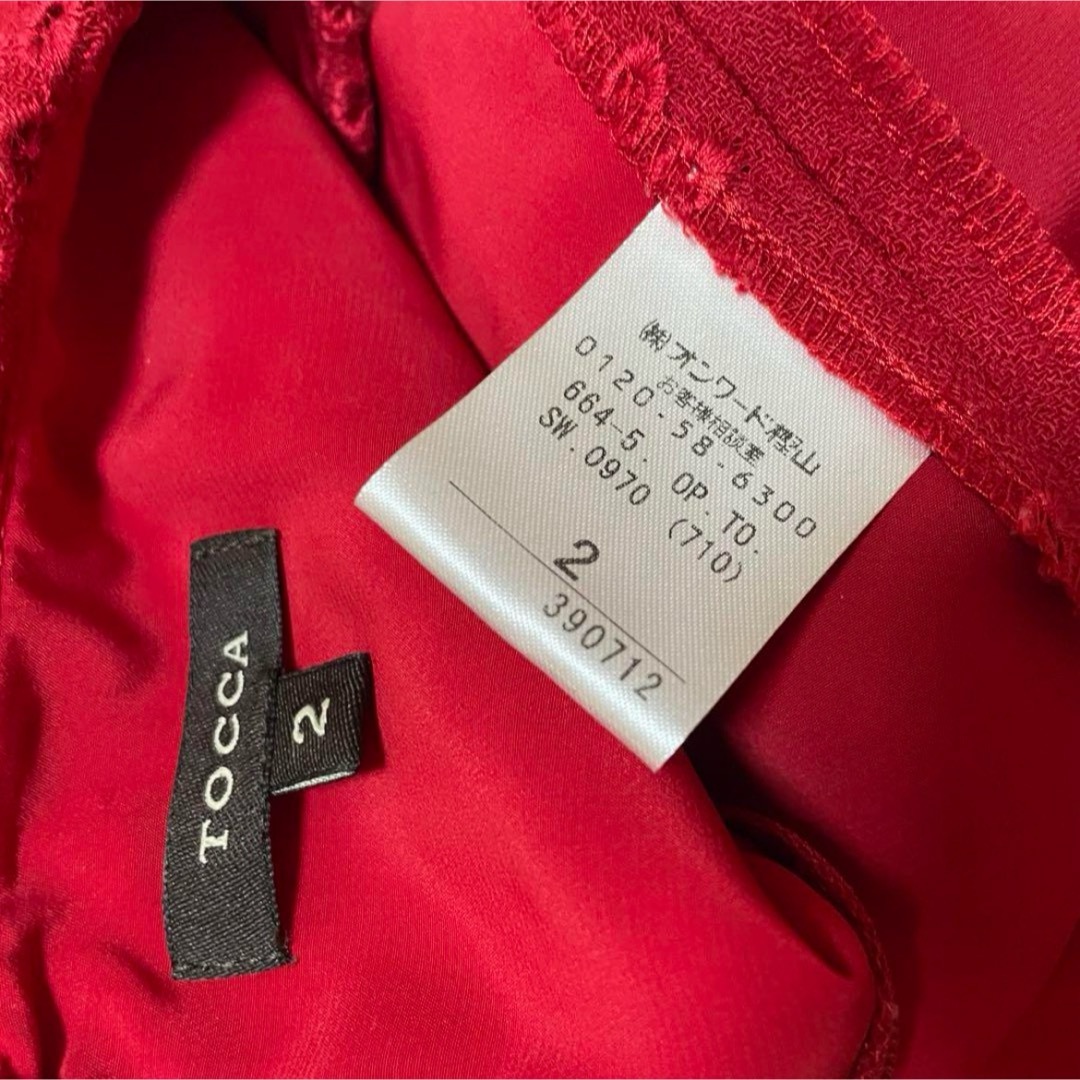 ㈱オンワード樫山
お客様相談室
0120-58-6300
664-5. OP. TO.
SW. 0970 (710)
2
390712
TOCCA
2